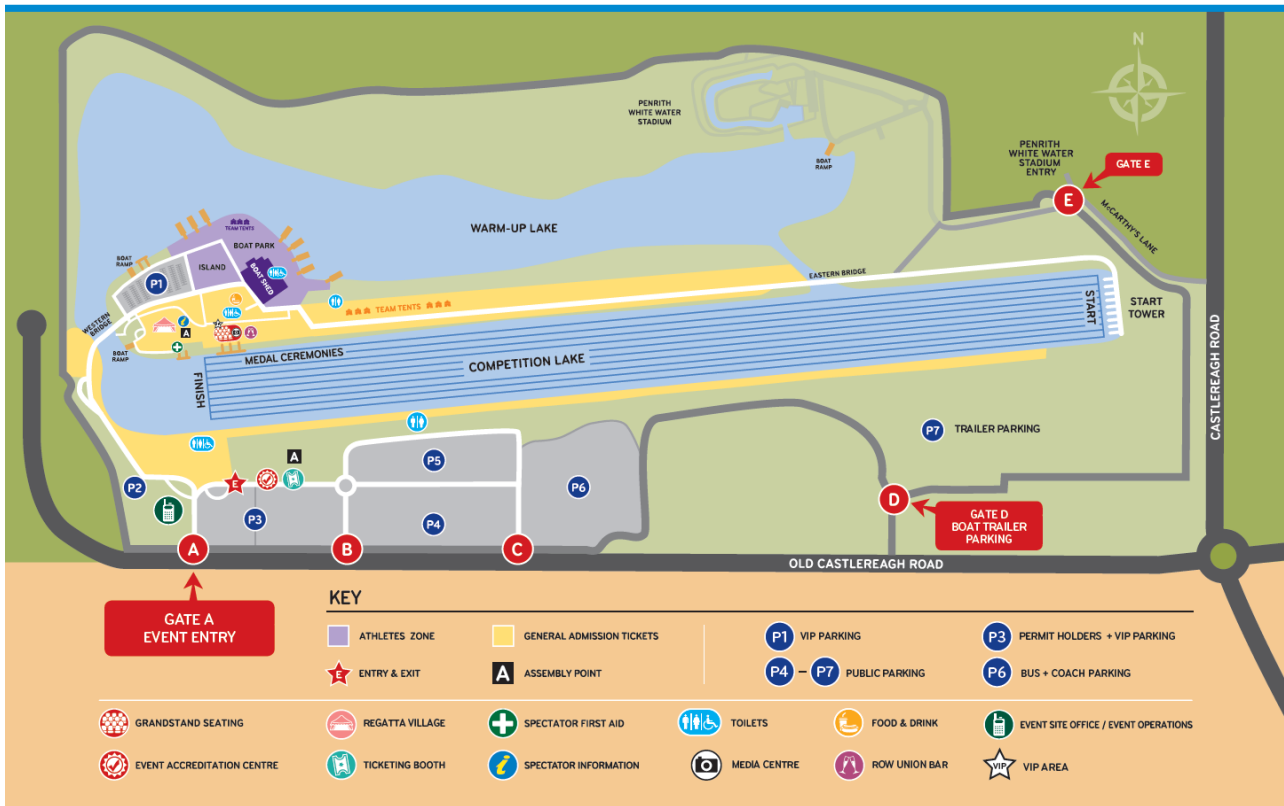 N
PENRITH
WHITE WATER
STADIUM
BOAT
RAMP
PENRITH
WHITE WATER
STADIUM
ENTRY
GATE E
E
McCARTHY'S LANE
WARM-UP LAKE
TEAM TENTS
BOAT PARK
ISLAND
BOAT SHED
BOAT
RAMP
P1
WESTERN
BRIDGE
BOAT
RAMP
A
VIP
TEAM TENTS
EASTERN BRIDGE
START
START
TOWER
MEDAL CEREMONIES
COMPETITION LAKE
FINISH
CASTLEREAGH ROAD
P7
TRAILER PARKING
P2
E
A
P3
P5
P4
P6
D
GATE D
BOAT TRAILER
PARKING
A
B
C
OLD CASTLEREAGH ROAD
GATE A
EVENT ENTRY
KEY
ATHLETES ZONE
GENERAL ADMISSION TICKETS
P1 VIP PARKING
P3 PERMIT HOLDERS + VIP PARKING
E ENTRY & EXIT
A ASSEMBLY POINT
P4 – P7 PUBLIC PARKING
P6 BUS + COACH PARKING
GRANDSTAND SEATING
REGATTA VILLAGE
SPECTATOR FIRST AID
TOILETS
FOOD & DRINK
EVENT SITE OFFICE / EVENT OPERATIONS
EVENT ACCREDITATION CENTRE
TICKETING BOOTH
i SPECTATOR INFORMATION
MEDIA CENTRE
ROW UNION BAR
VIP VIP AREA